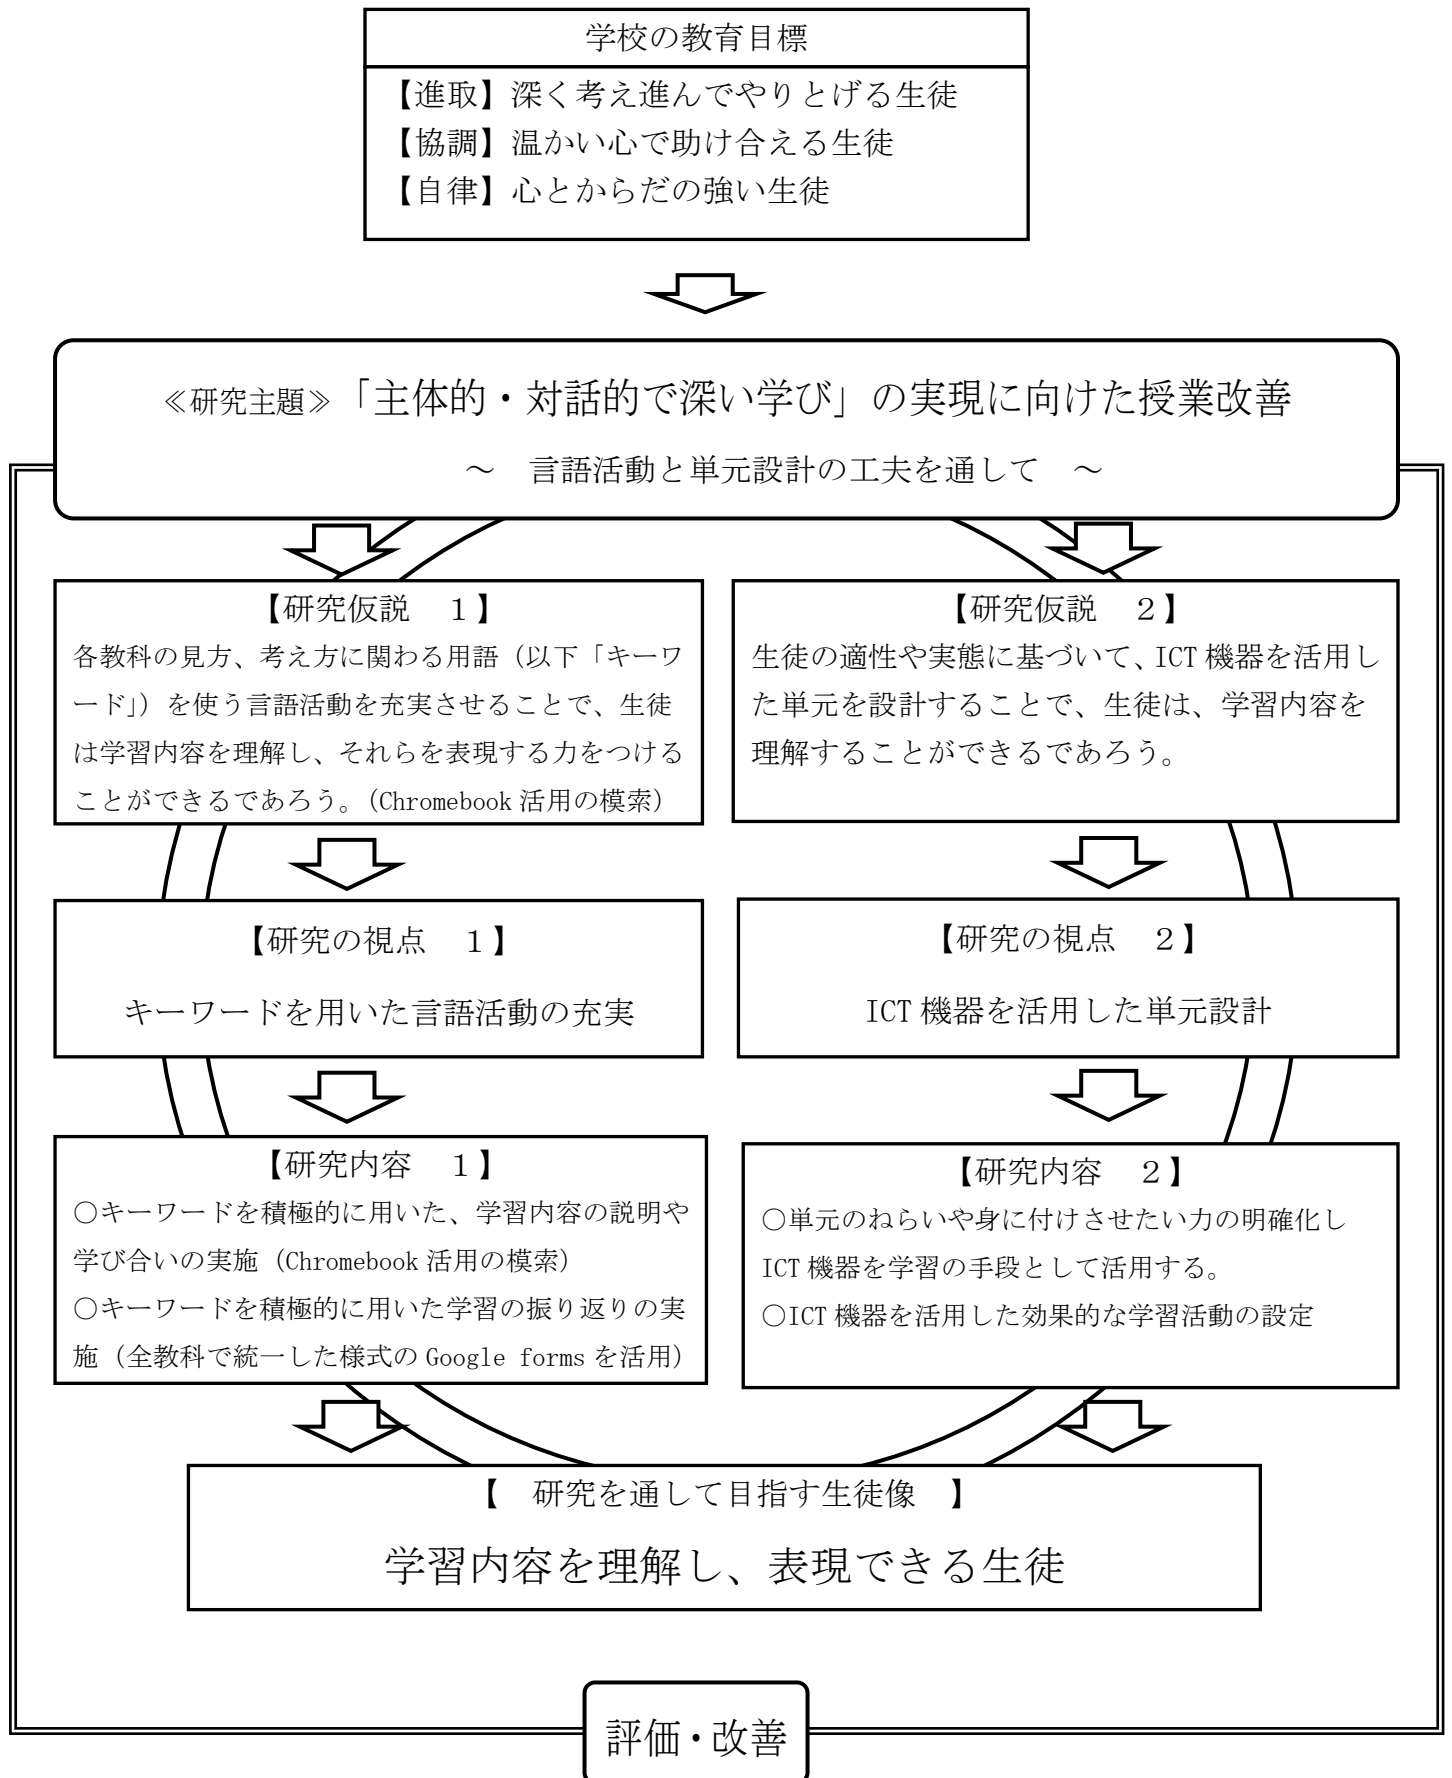 学校の教育目標
【進取】深く考え進んでやりとげる生徒
【協調】温かい心で助け合える生徒
【自律】心とからだの強い生徒
≪研究主題≫「主体的・対話的で深い学び」の実現に向けた授業改善
～　言語活動と単元設計の工夫を通して　～
【研究仮説　１】
各教科の見方、考え方に関わる用語（以下「キーワ
ード」）を使う言語活動を充実させることで、生徒
は学習内容を理解し、それらを表現する力をつける
ことができるであろう。（Chromebook 活用の模索）
【研究仮説　２】
生徒の適性や実態に基づいて、ICT 機器を活用し
た単元を設計することで、生徒は、学習内容を
理解することができるであろう。
【研究の視点　１】
キーワードを用いた言語活動の充実
【研究の視点　２】
ICT 機器を活用した単元設計
【研究内容　１】
○キーワードを積極的に用いた、学習内容の説明や
学び合いの実施（Chromebook 活用の模索）
○キーワードを積極的に用いた学習の振り返りの実
施（全教科で統一した様式の Google forms を活用）
【研究内容　２】
○単元のねらいや身に付けさせたい力の明確化し
ICT 機器を学習の手段として活用する。
○ICT 機器を活用した効果的な学習活動の設定
【　研究を通して目指す生徒像　】
学習内容を理解し、表現できる生徒
評価・改善